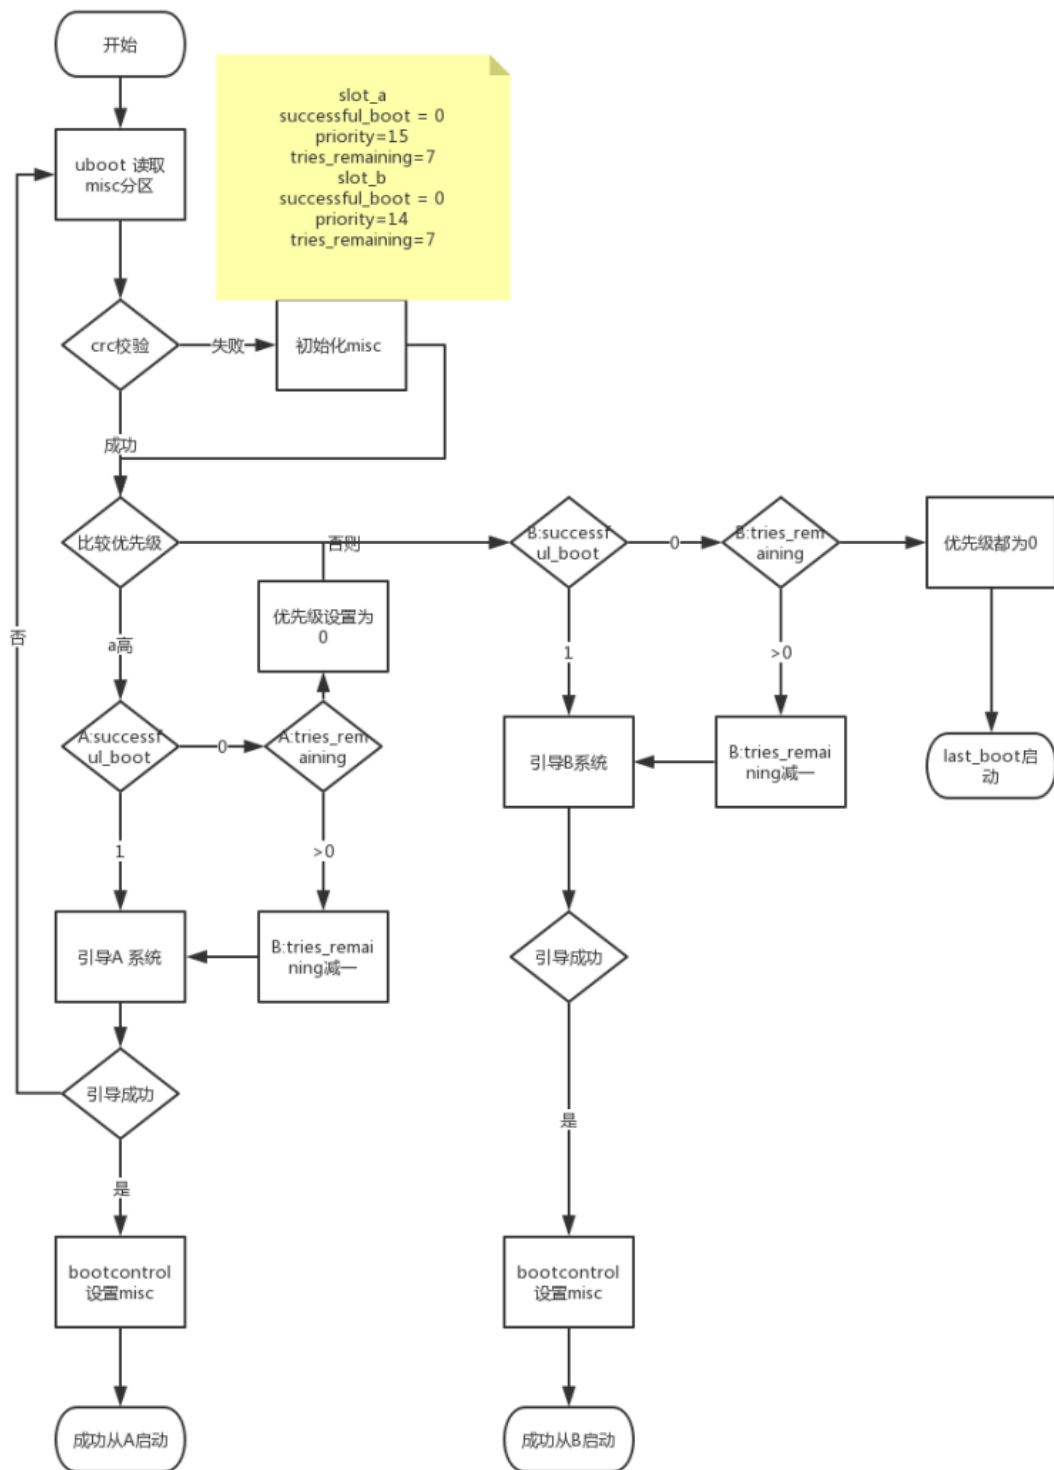 开始
slot_a
successful_boot = 0
priority=15
tries_remaining=7
slot_b
successful_boot = 0
priority=14
tries_remaining=7
uboot 读取
misc分区
crc校验
失败
初始化misc
成功
比较优先级
否则
B:successf
ul_boot
0
B:tries_rem
aining
优先级都为0
优先级设置为
0
否
a高
1
>0
A:successf
ul_boot
0
A:tries_rem
aining
引导B系统
B:tries_remai
ning减一
last_boot启
动
1
>0
引导A 系统
B:tries_remai
ning减一
引导成功
引导成功
是
是
bootcontrol
设置misc
bootcontrol
设置misc
成功从A启动
成功从B启动